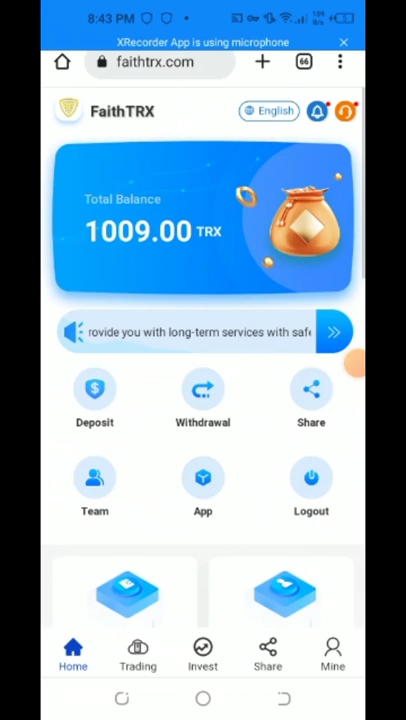 8:43 PM
XRecorder App is using microphone
faithtrx.com
66
FaithTRX
English
Total Balance
1009.00 TRX
rovide you with long-term services with safe
Deposit
Withdrawal
Share
Team
App
Logout
Home
Trading
Invest
Share
Mine